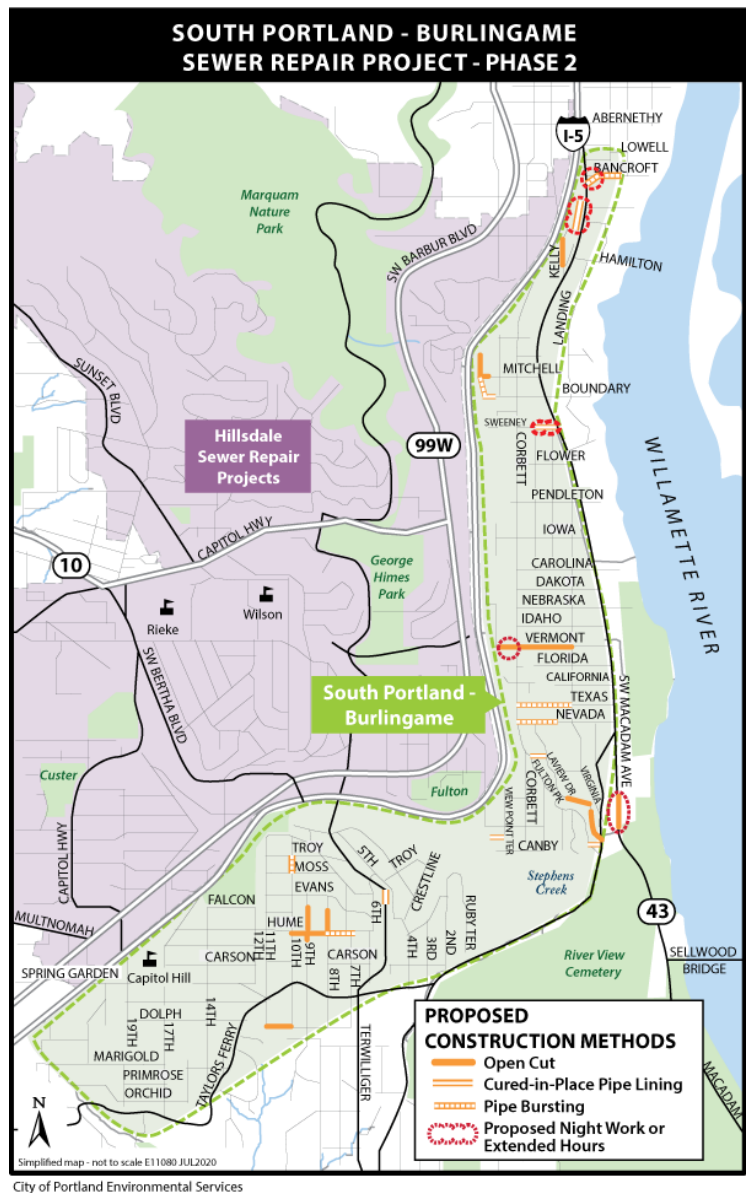 SOUTH PORTLAND - BURLINGAME
SEWER REPAIR PROJECT - PHASE 2
ABERNETHY
I-5
LOWELL
BANCROFT
Marquam
Nature
Park
SW BARBUR BLVD
KELLY
HAMILTON
LANDING
SUNSET BLVD
MITCHELL
BOUNDARY
Hillsdale
Sewer Repair
Projects
99W
SWEENEY
CORBETT
FLOWER
WILLAMETTE RIVER
PENDLETON
CAPITOL HWY
IOWA
10
George
Himes
Park
CAROLINA
DAKOTA
NEBRASKA
IDAHO
Rieke
Wilson
VERMONT
FLORIDA
SW BERTHA BLVD
CALIFORNIA
South Portland -
Burlingame
TEXAS
NEVADA
SW MACADAM AVE
Custer
Fulton
VIEW POINT TER
CORBETT
LAVIEW DR
FULTON PK
VIRGINIA
CAPITOL HWY
TROY
MOSS
EVANS
5TH
TROY
CRESTLINE
CANBY
Stephens
Creek
FALCON
6TH
RUBY TER
HUME
MULTNOMAH
43
CARSON
12TH
11TH
10TH
9TH
CARSON
8TH
7TH
4TH
3RD
2ND
SPRING GARDEN
Capitol Hill
River View
Cemetery
SELLWOOD
BRIDGE
14TH
DOLPH
19TH
17TH
MARIGOLD
PRIMROSE
ORCHID
TAYLORS FERRY
TERWILLIGER
MACADAM
PROPOSED
CONSTRUCTION METHODS
Open Cut
Cured-in-Place Pipe Lining
Pipe Bursting
Proposed Night Work or
Extended Hours
N
Simplified map - not to scale E11080 JUL2020
City of Portland Environmental Services